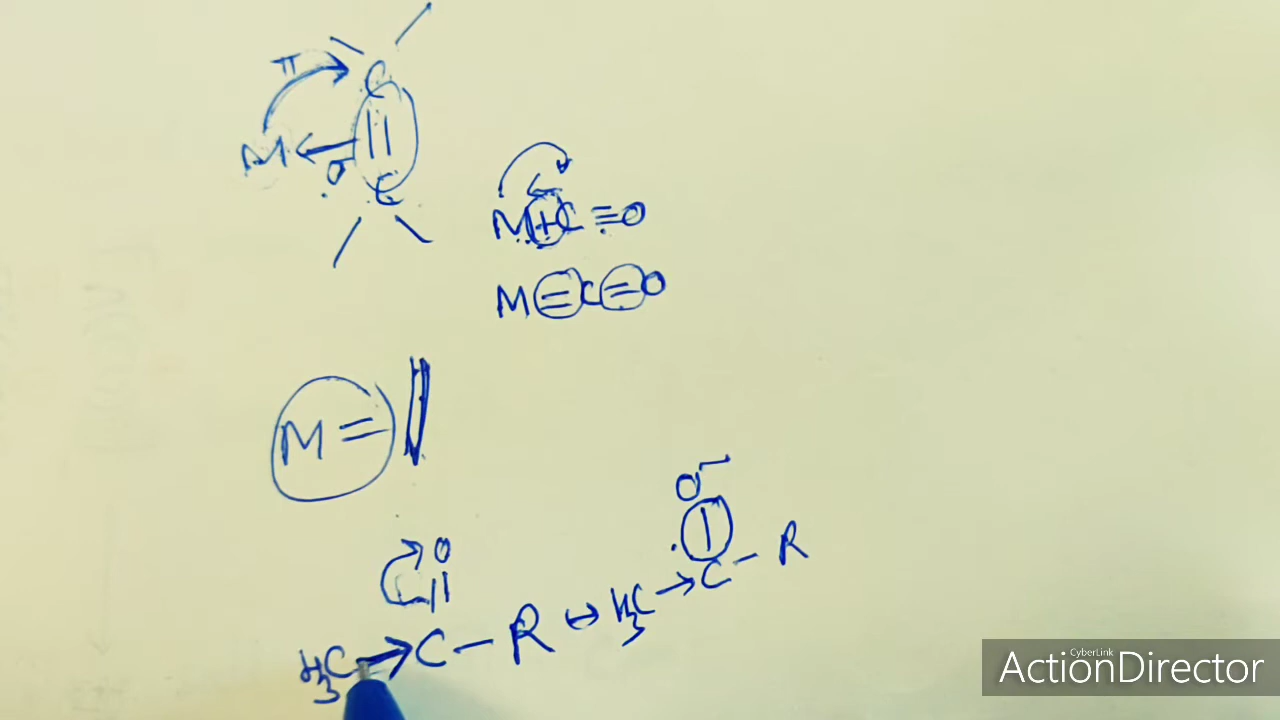 π
C
M ← ||
σ
C
M+C≡O
M=C=O
M= ||
O⁻
O
|| | R
H₃C→C—R ↔ H₃C→C—R
CyberLink
ActionDirector